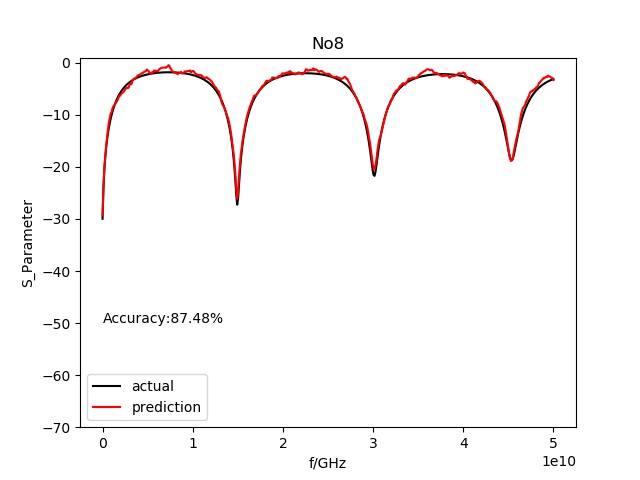 No8
0
−10
−20
−30
−40
−50
−60
−70
S_Parameter
Accuracy:87.48%
actual
prediction
0 1 2 3 4 5
1e10
f/GHz